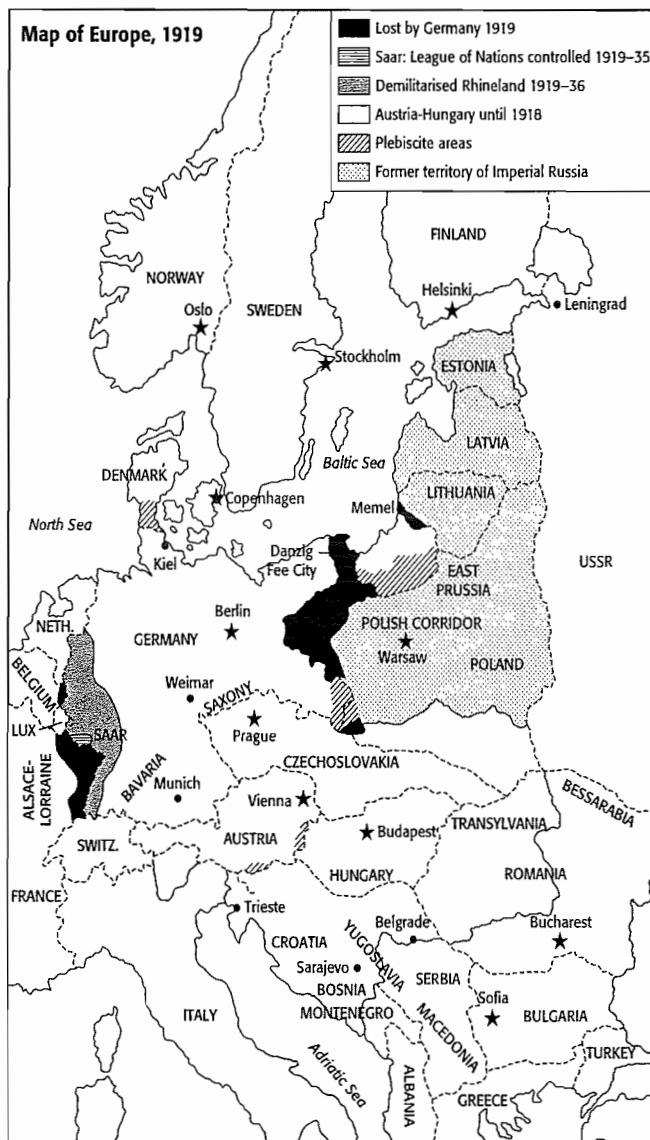 Map of Europe, 1919
Lost by Germany 1919
Saar: League of Nations controlled 1919–35
Demilitarised Rhineland 1919–36
Austria-Hungary until 1918
Plebiscite areas
Former territory of Imperial Russia
FINLAND
NORWAY
Helsinki
Leningrad
Oslo
SWEDEN
Stockholm
ESTONIA
LATVIA
Baltic Sea
DENMARK
LITHUANIA
Copenhagen
Memel
North Sea
Danzig
Fee City
Kiel
EAST
PRUSSIA
USSR
Berlin
NETH.
GERMANY
POLISH CORRIDOR
Warsaw
BELGIUM
POLAND
Weimar
SAXONY
LUX
SAAR
Prague
CZECHOSLOVAKIA
ALSACE-
LORRAINE
BAVARIA
Munich
Vienna
BESSARABIA
TRANSYLVANIA
SWITZ.
AUSTRIA
Budapest
HUNGARY
ROMANIA
FRANCE
Trieste
Belgrade
Bucharest
CROATIA
YUGOSLAVIA
Sarajevo
SERBIA
BOSNIA
Sofia
ITALY
MONTENEGRO
MACEDONIA
BULGARIA
Adriatic Sea
TURKEY
ALBANIA
GREECE